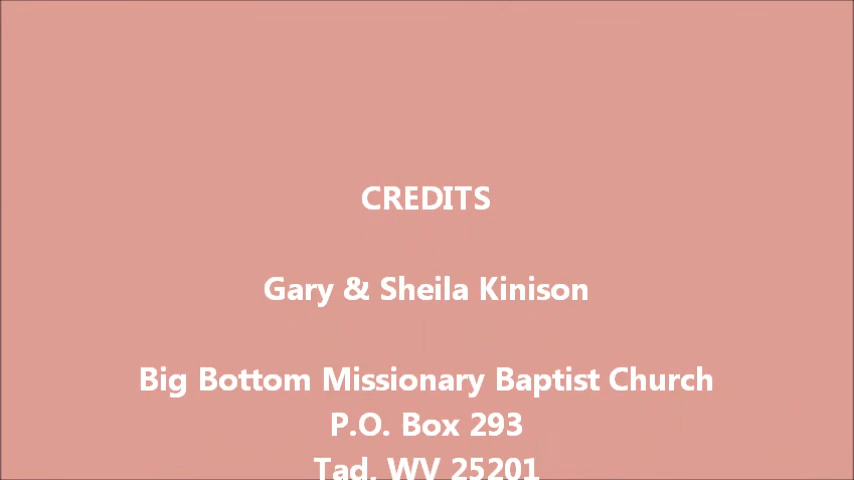 CREDITS
Gary & Sheila Kinison
Big Bottom Missionary Baptist Church
P.O. Box 293
Tad, WV 25201